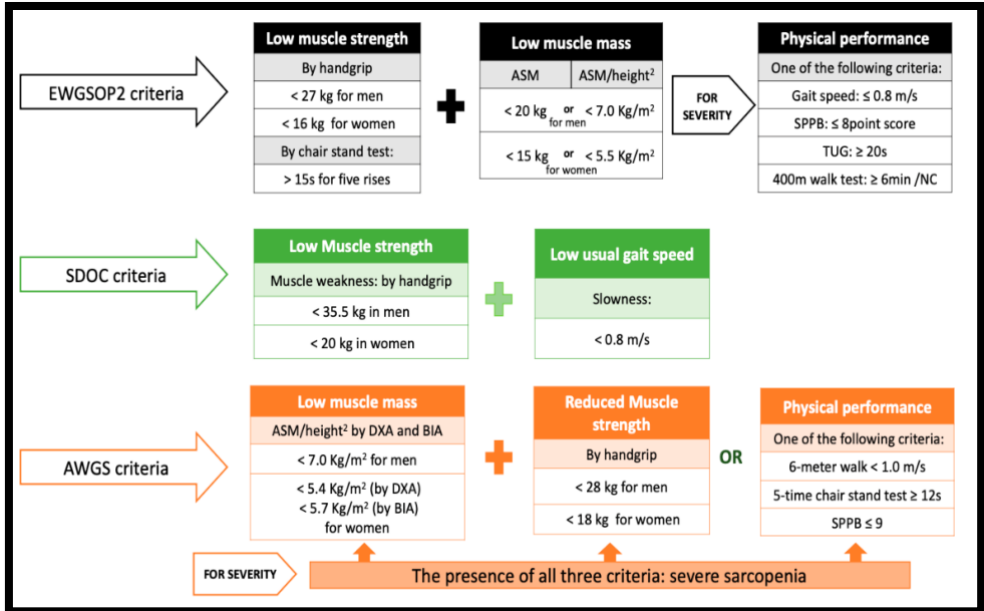 EWGSOP2 criteria
Low muscle strength
By handgrip
< 27 kg for men
< 16 kg for women
By chair stand test:
> 15s for five rises
Low muscle mass
ASM ASM/height²
< 20 kg or < 7.0 Kg/m²
for men
< 15 kg or < 5.5 Kg/m²
for women
FOR
SEVERITY
Physical performance
One of the following criteria:
Gait speed: ≤ 0.8 m/s
SPPB: ≤ 8point score
TUG: ≥ 20s
400m walk test: ≥ 6min /NC
SDOC criteria
Low Muscle strength
Muscle weakness: by handgrip
< 35.5 kg in men
< 20 kg in women
Low usual gait speed
Slowness:
< 0.8 m/s
AWGS criteria
Low muscle mass
ASM/height² by DXA and BIA
< 7.0 Kg/m² for men
< 5.4 Kg/m² (by DXA)
< 5.7 Kg/m² (by BIA)
for women
Reduced Muscle
strength
By handgrip
< 28 kg for men
< 18 kg for women
OR
Physical performance
One of the following criteria:
6-meter walk < 1.0 m/s
5-time chair stand test ≥ 12s
SPPB ≤ 9
FOR SEVERITY
The presence of all three criteria: severe sarcopenia